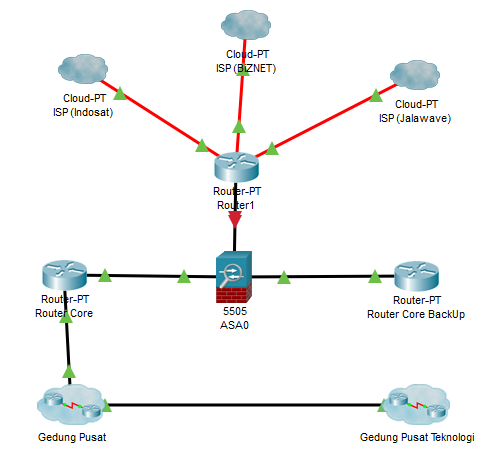 Cloud-PT
ISP (BIZNET)
Cloud-PT
ISP (Indosat)
Cloud-PT
ISP (Jalawave)
Router-PT
Router1
Router-PT
Router Core
5505
ASA0
Router-PT
Router Core BackUp
Gedung Pusat
Gedung Pusat Teknologi